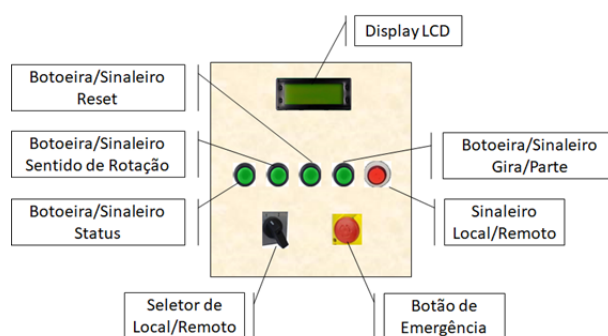 Display LCD
Botoeira/Sinaleiro
Reset
Botoeira/Sinaleiro
Sentido de Rotação
Botoeira/Sinaleiro
Status
Botoeira/Sinaleiro
Gira/Parte
Sinaleiro
Local/Remoto
Seletor de
Local/Remoto
Botão de
Emergência